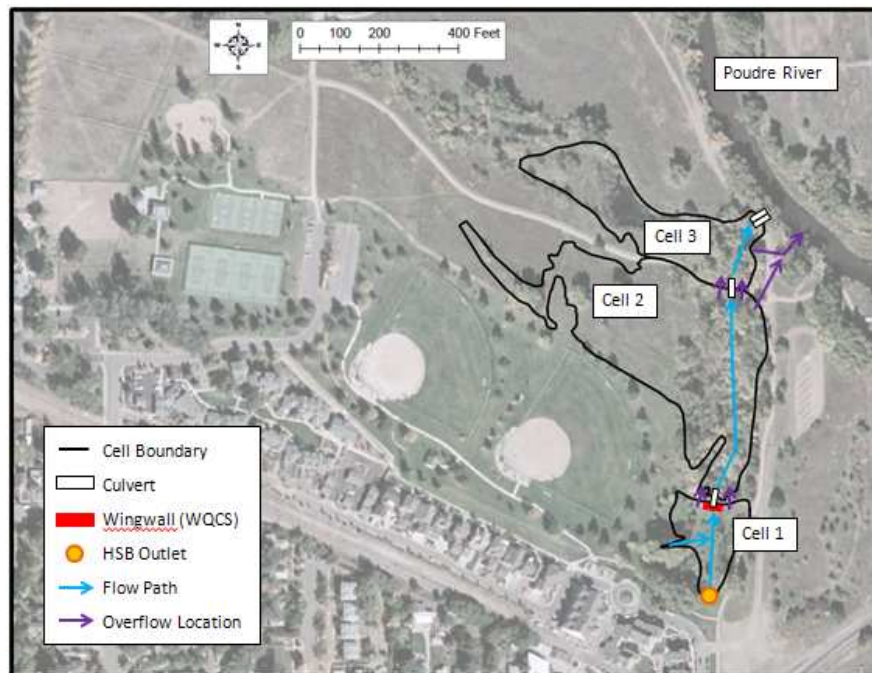 0 100 200 400 Feet
Poudre River
Cell 3
Cell 2
Cell 1
Cell Boundary
Culvert
Wingwall (WQCS)
HSB Outlet
Flow Path
Overflow Location